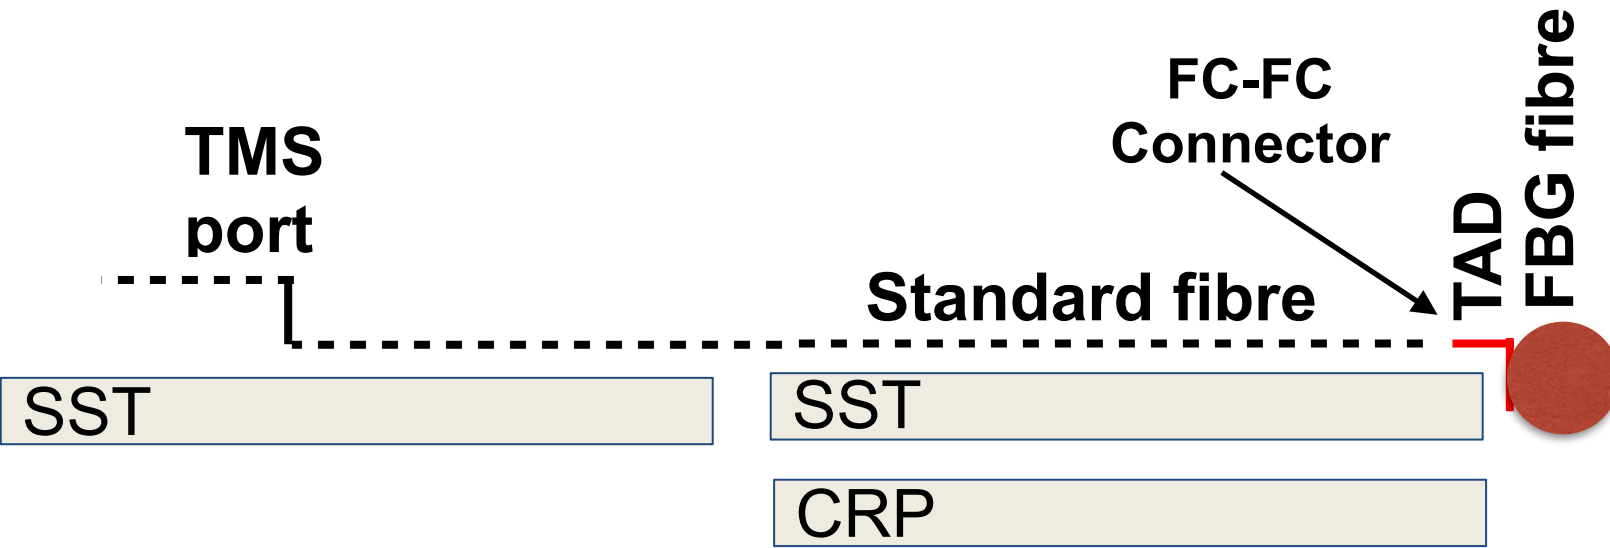 TMS
port
FC-FC
Connector
Standard fibre
TAD
FBG fibre
SST
SST
CRP